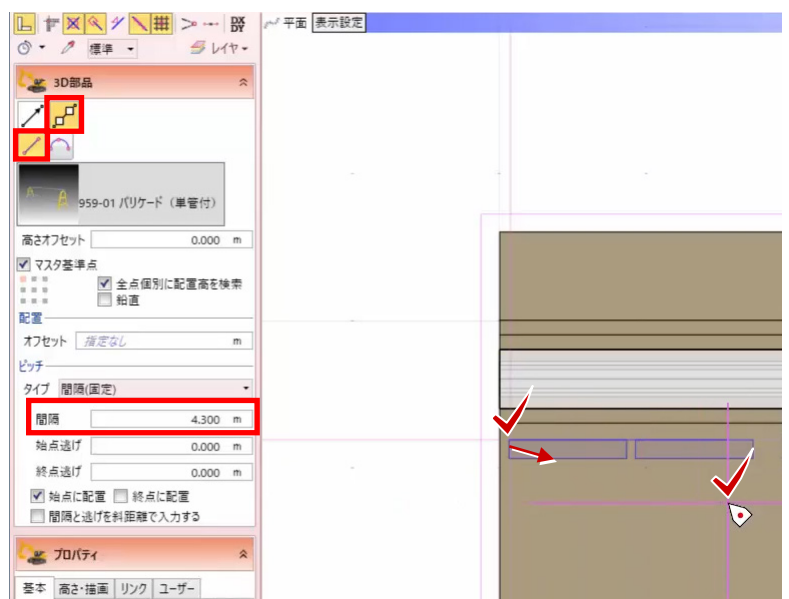 DX
DY
平面 表示設定
標準 レイヤ
3D部品
959-01 バリケード（単管付）
高さオフセット 0.000 m
マスタ基準点
全点個別に配置高を検索
鉛直
配置
オフセット 指定なし m
ピッチ
タイプ 間隔(固定)
間隔 4.300 m
始点逃げ 0.000 m
終点逃げ 0.000 m
始点に配置 終点に配置
間隔と逃げを斜距離で入力する
プロパティ
基本 高さ・描画 リンク ユーザー